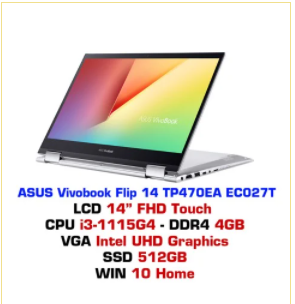 ASUS Vivobook Flip 14 TP470EA EC027T
LCD 14” FHD Touch
CPU i3-1115G4 - DDR4 4GB
VGA Intel UHD Graphics
SSD 512GB
WIN 10 Home